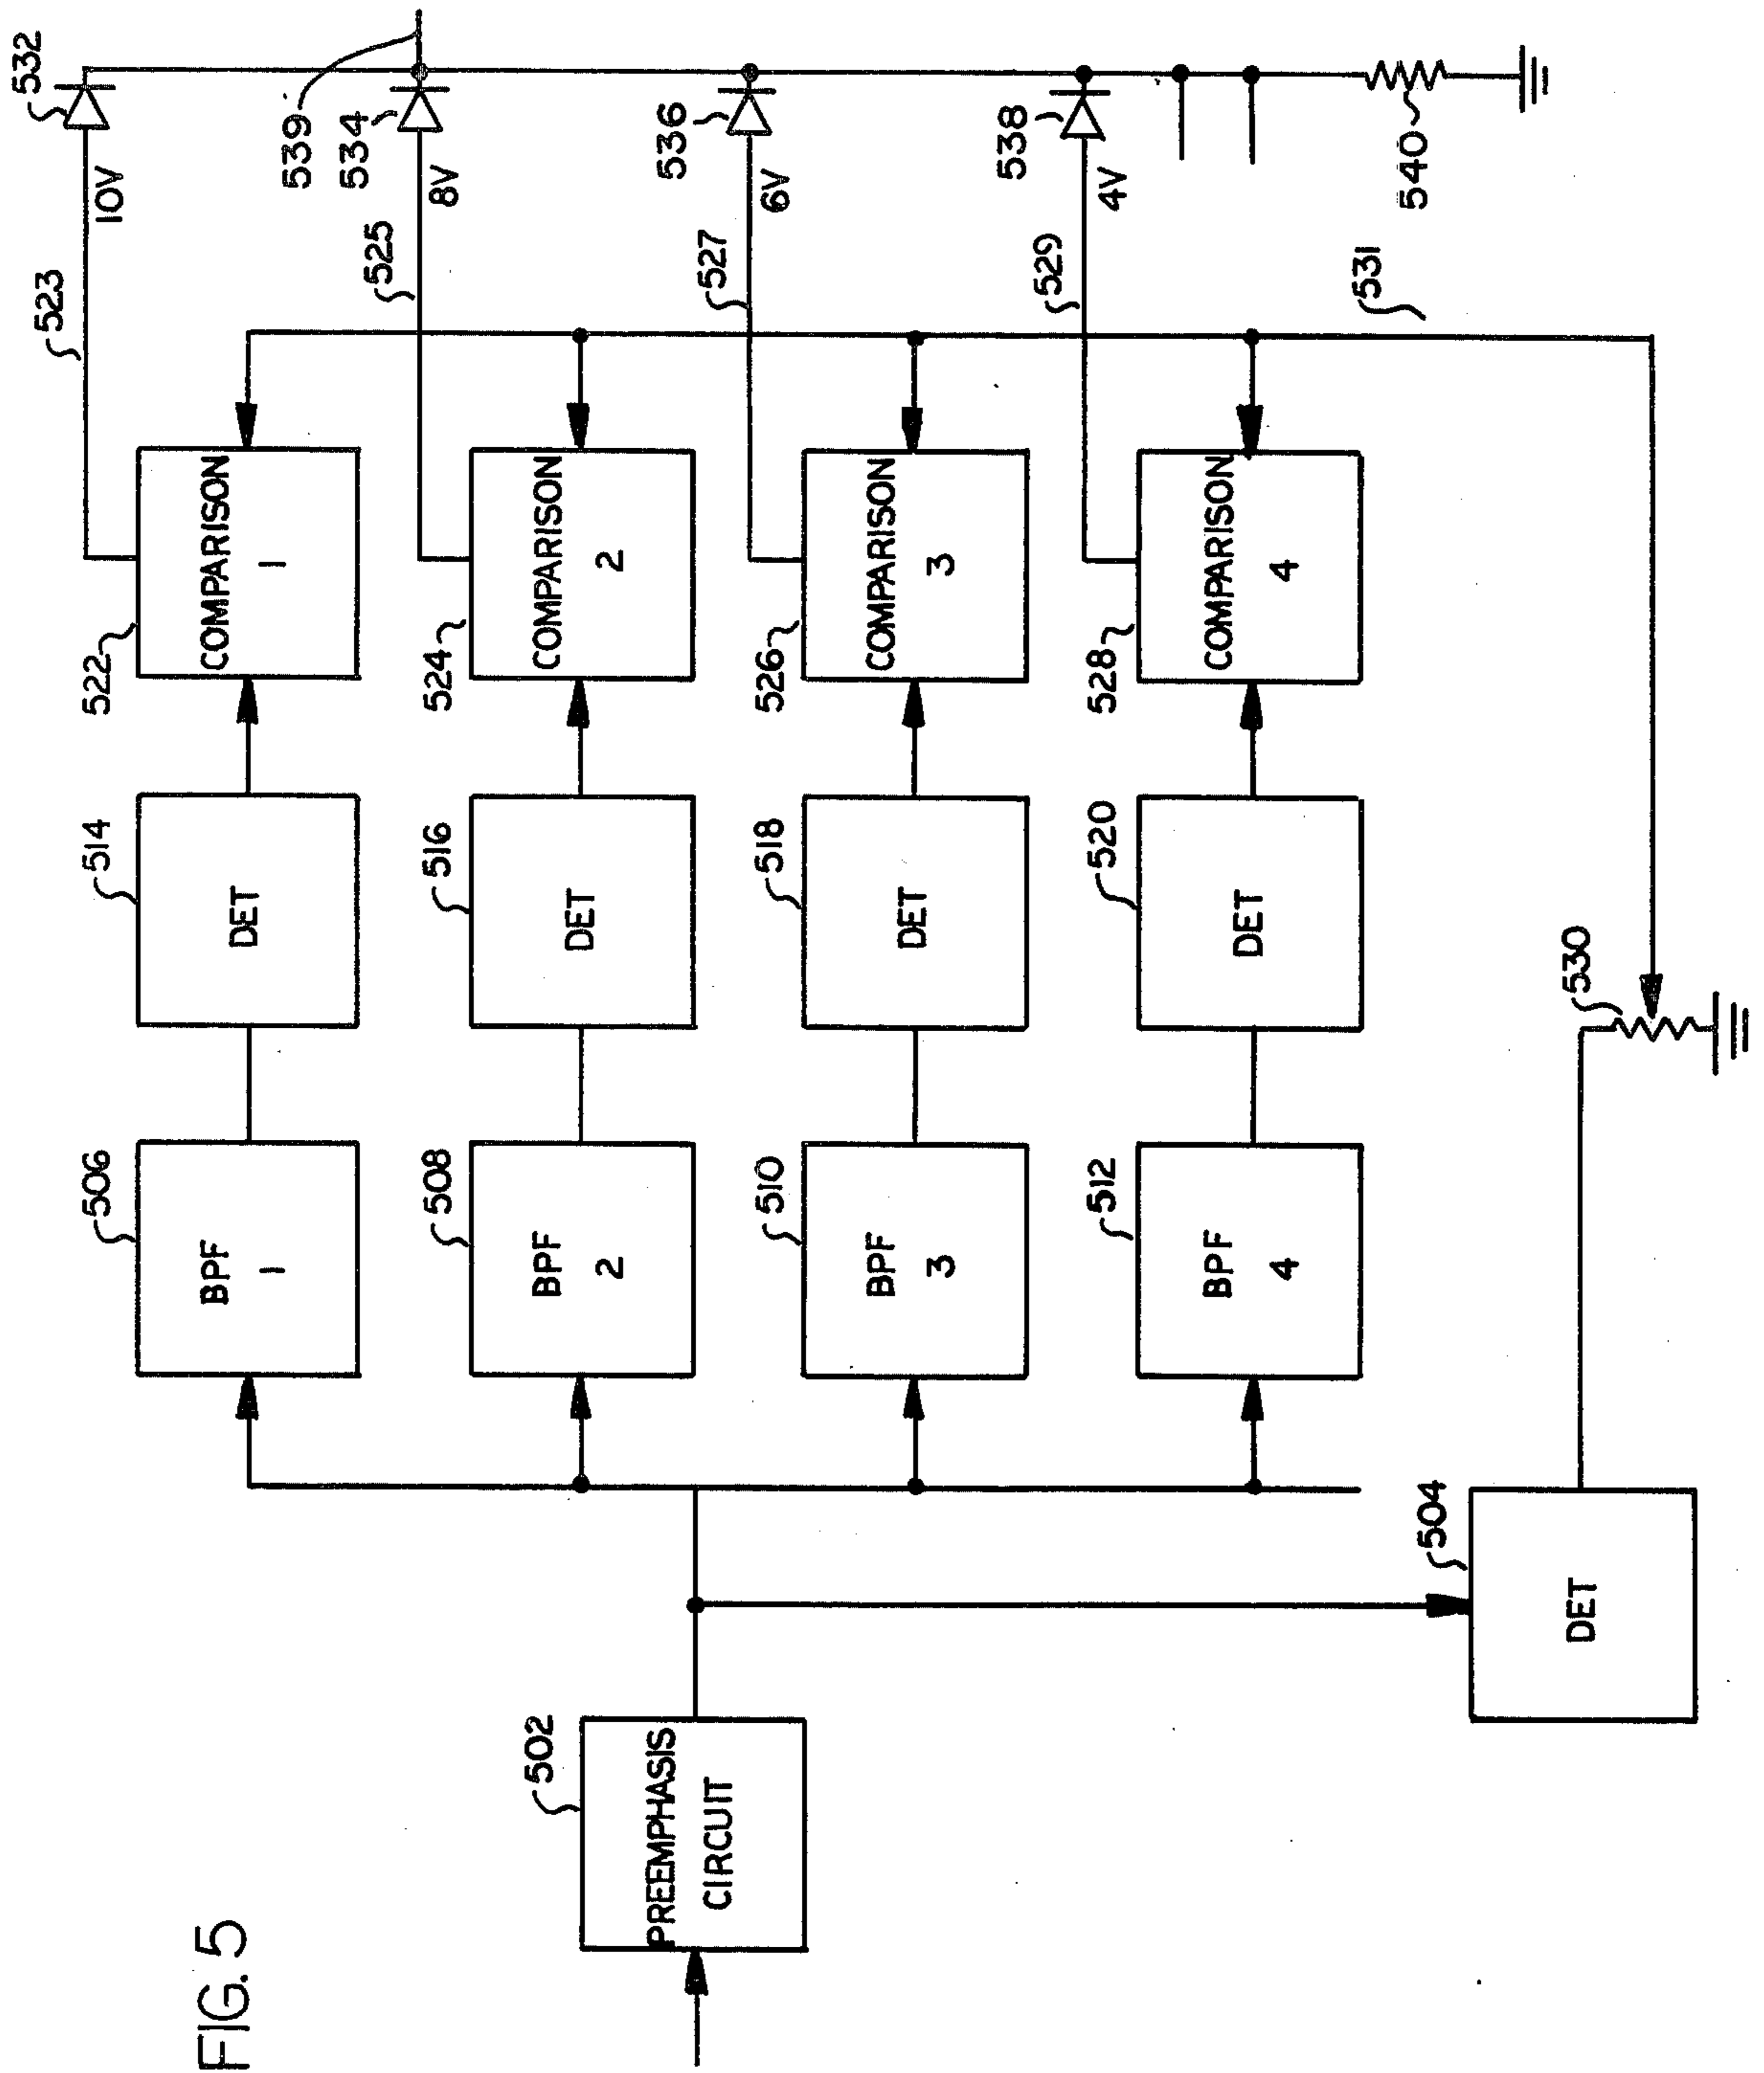 FIG. 5
532
523
10V
539
534
525
8V
536
527
6V
538
529
4V
540
531
522
COMPARISON
1
524
COMPARISON
2
526
COMPARISON
3
528
COMPARISON
4
514
DET
516
DET
518
DET
520
DET
530
506
BPF
1
508
BPF
2
510
BPF
3
512
BPF
4
504
DET
502
PREEMPHASIS
CIRCUIT